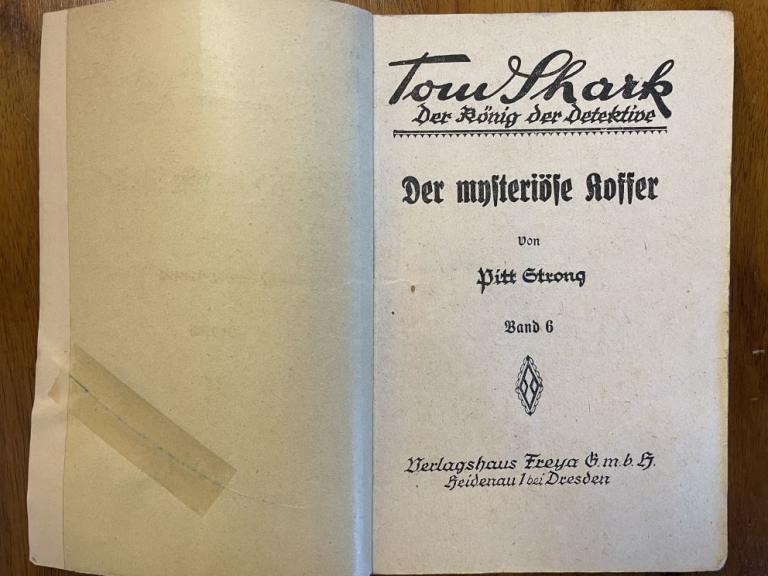 Tom Shark
Der König der Detektive
Der mysteriöse Koffer
von
Pitt Strong
Band 6
Verlagshaus Freya G.m.b.H.
Heidenau 1 bei Dresden